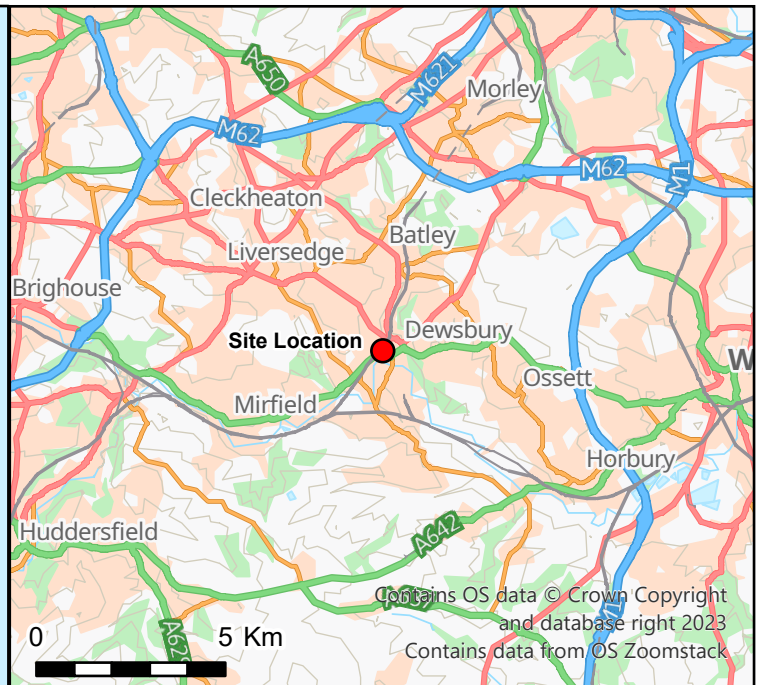 A650
M621
Morley
M62
M62
M1
Cleckheaton
Batley
Liversedge
Brighouse
Dewsbury
Site Location
W
Ossett
Mirfield
Horbury
Huddersfield
A642
Contains OS data © Crown Copyright
and database right 2023
Contains data from OS Zoomstack
0 5 Km